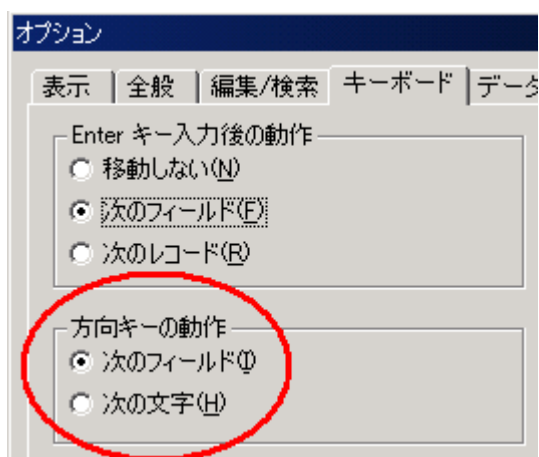 オプション
表示 全般 編集/検索 キーボード データ
Enter キー入力後の動作
移動しない(N)
次のフィールド(F)
次のレコード(R)
方向キーの動作
次のフィールド(I)
次の文字(H)